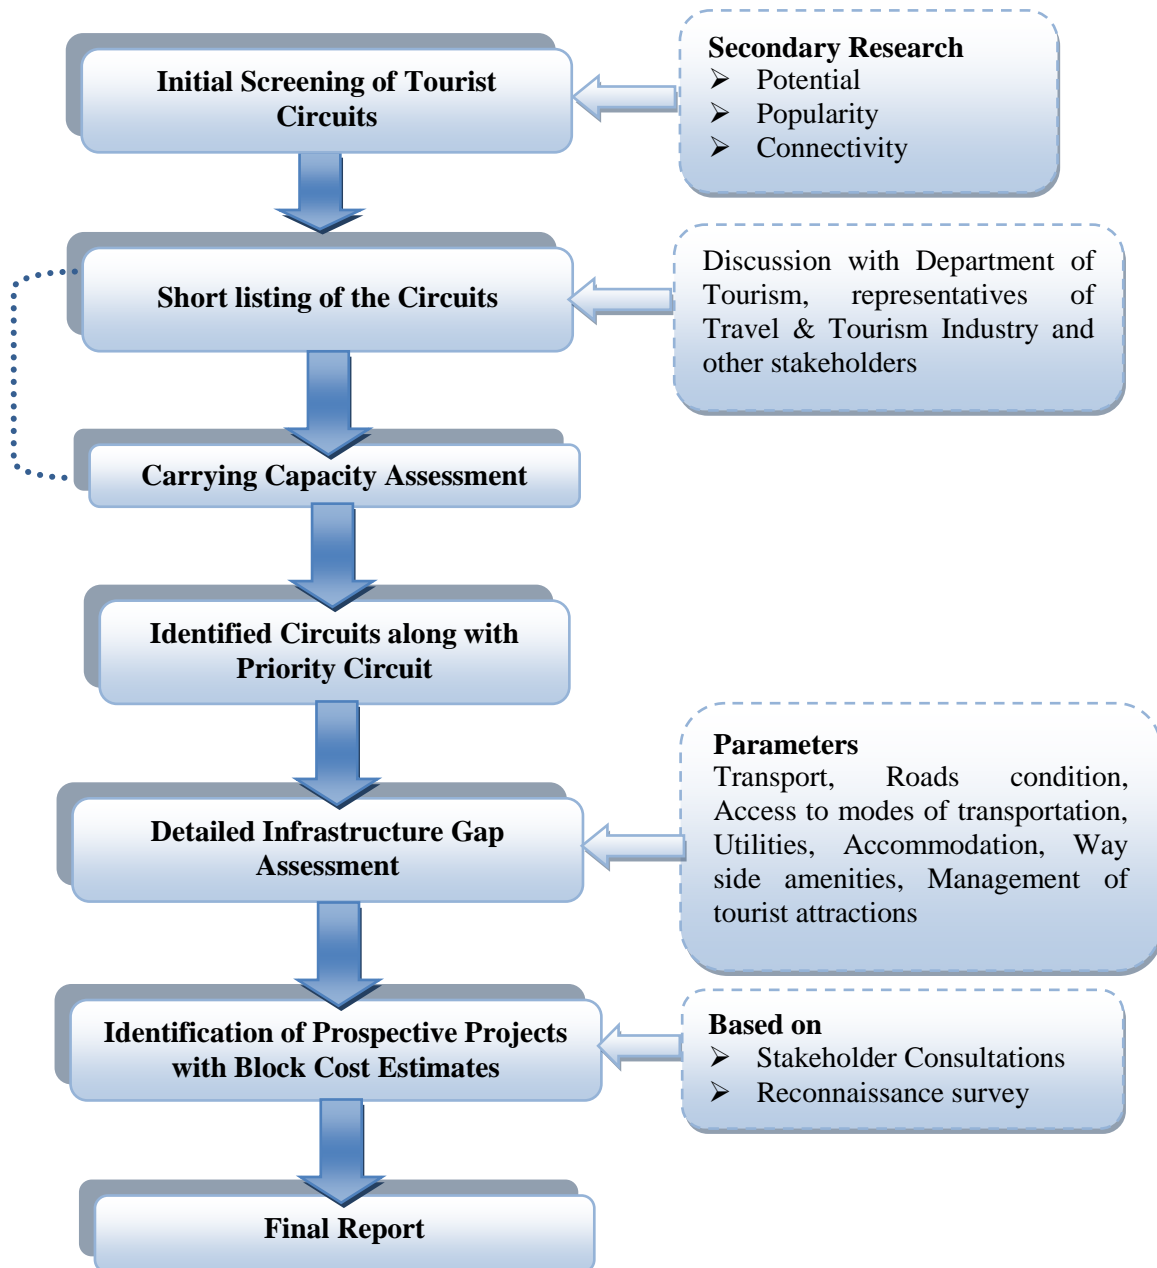 Initial Screening of Tourist
Circuits
Secondary Research
➢ Potential
➢ Popularity
➢ Connectivity
Short listing of the Circuits
Discussion with Department of
Tourism, representatives of
Travel & Tourism Industry and
other stakeholders
Carrying Capacity Assessment
Identified Circuits along with
Priority Circuit
Detailed Infrastructure Gap
Assessment
Parameters
Transport, Roads condition,
Access to modes of transportation,
Utilities, Accommodation, Way
side amenities, Management of
tourist attractions
Identification of Prospective Projects
with Block Cost Estimates
Based on
➢ Stakeholder Consultations
➢ Reconnaissance survey
Final Report